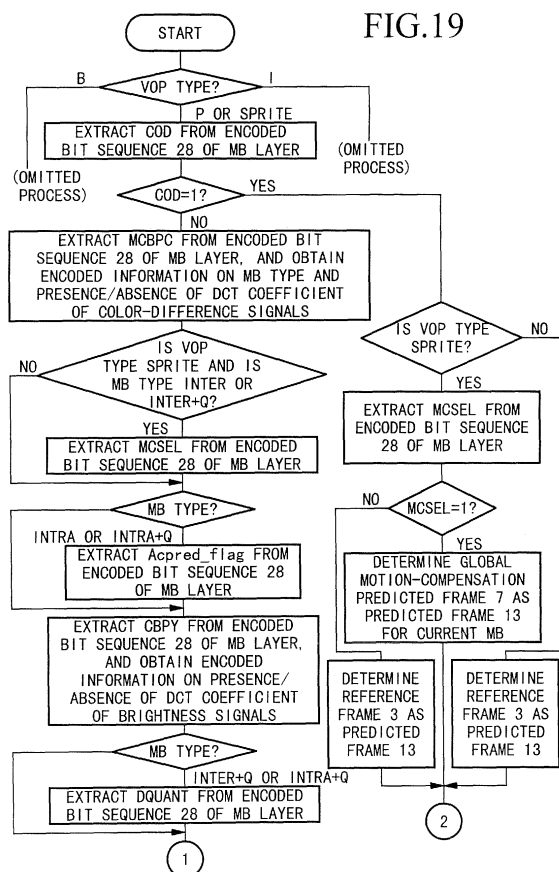 FIG.19
START
B
VOP TYPE?
I
P OR SPRITE
EXTRACT COD FROM ENCODED
BIT SEQUENCE 28 OF MB LAYER
(OMITTED
PROCESS)
(OMITTED
PROCESS)
COD=1?
YES
NO
EXTRACT MCBPC FROM ENCODED BIT
SEQUENCE 28 OF MB LAYER, AND OBTAIN
ENCODED INFORMATION ON MB TYPE AND
PRESENCE/ABSENCE OF DCT COEFFICIENT
OF COLOR-DIFFERENCE SIGNALS
IS VOP
TYPE SPRITE AND IS
MB TYPE INTER OR
INTER+Q?
NO
YES
EXTRACT MCSEL FROM ENCODED
BIT SEQUENCE 28 OF MB LAYER
MB TYPE?
INTRA OR INTRA+Q
EXTRACT Acpred_flag FROM
ENCODED BIT SEQUENCE 28
OF MB LAYER
EXTRACT CBPY FROM ENCODED
BIT SEQUENCE 28 OF MB LAYER,
AND OBTAIN ENCODED
INFORMATION ON PRESENCE/
ABSENCE OF DCT COEFFICIENT
OF BRIGHTNESS SIGNALS
MB TYPE?
INTER+Q OR INTRA+Q
EXTRACT DQUANT FROM ENCODED
BIT SEQUENCE 28 OF MB LAYER
1
IS VOP TYPE
SPRITE?
NO
YES
EXTRACT MCSEL FROM
ENCODED BIT SEQUENCE
28 OF MB LAYER
NO
MCSEL=1?
YES
DETERMINE GLOBAL
MOTION-COMPENSATION
PREDICTED FRAME 7 AS
PREDICTED FRAME 13
FOR CURRENT MB
DETERMINE
REFERENCE
FRAME 3 AS
PREDICTED
FRAME 13
DETERMINE
REFERENCE
FRAME 3 AS
PREDICTED
FRAME 13
2